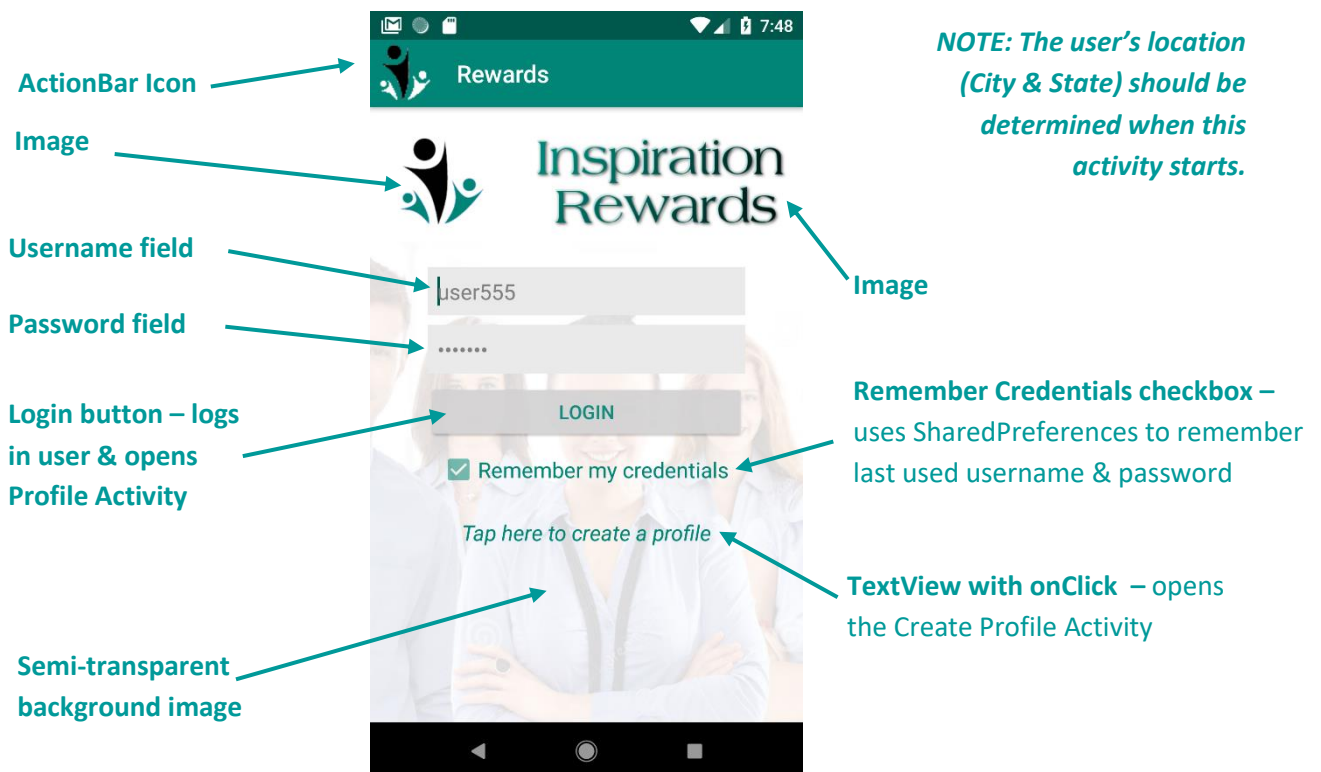 7:48
Rewards
Inspiration
Rewards
user555
•••••••
LOGIN
Remember my credentials
Tap here to create a profile
ActionBar Icon
Image
Username field
Password field
Login button – logs
in user & opens
Profile Activity
Semi-transparent
background image
NOTE: The user’s location
(City & State) should be
determined when this
activity starts.
Image
Remember Credentials checkbox –
uses SharedPreferences to remember
last used username & password
TextView with onClick – opens
the Create Profile Activity